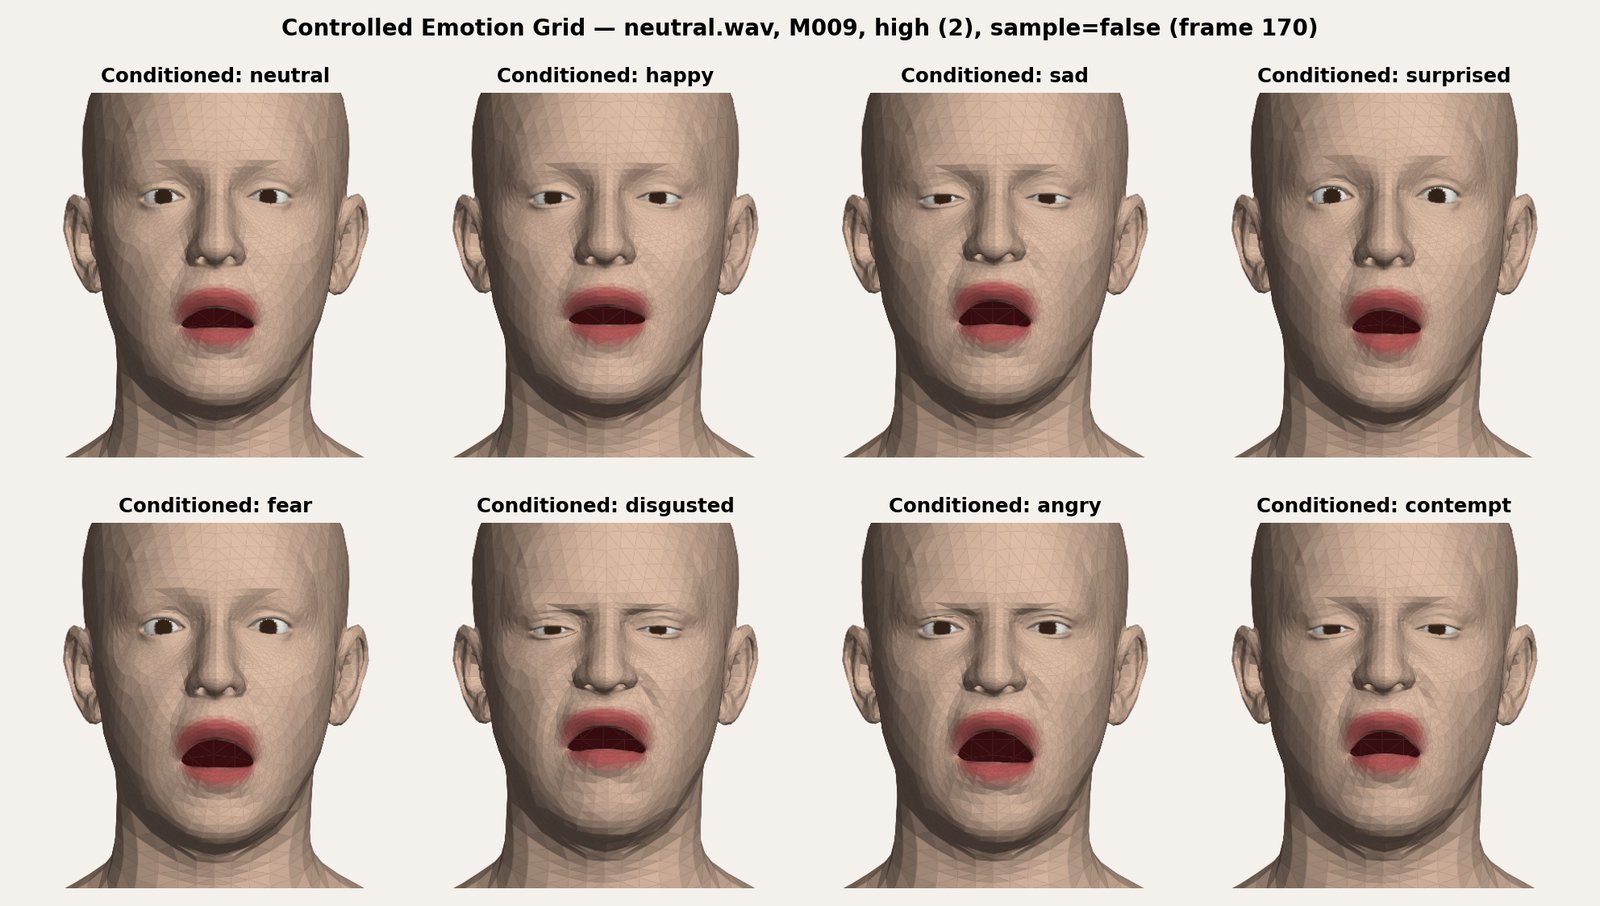 Controlled Emotion Grid — neutral.wav, M009, high (2), sample=false (frame 170)
Conditioned: neutral
Conditioned: happy
Conditioned: sad
Conditioned: surprised
Conditioned: fear
Conditioned: disgusted
Conditioned: angry
Conditioned: contempt